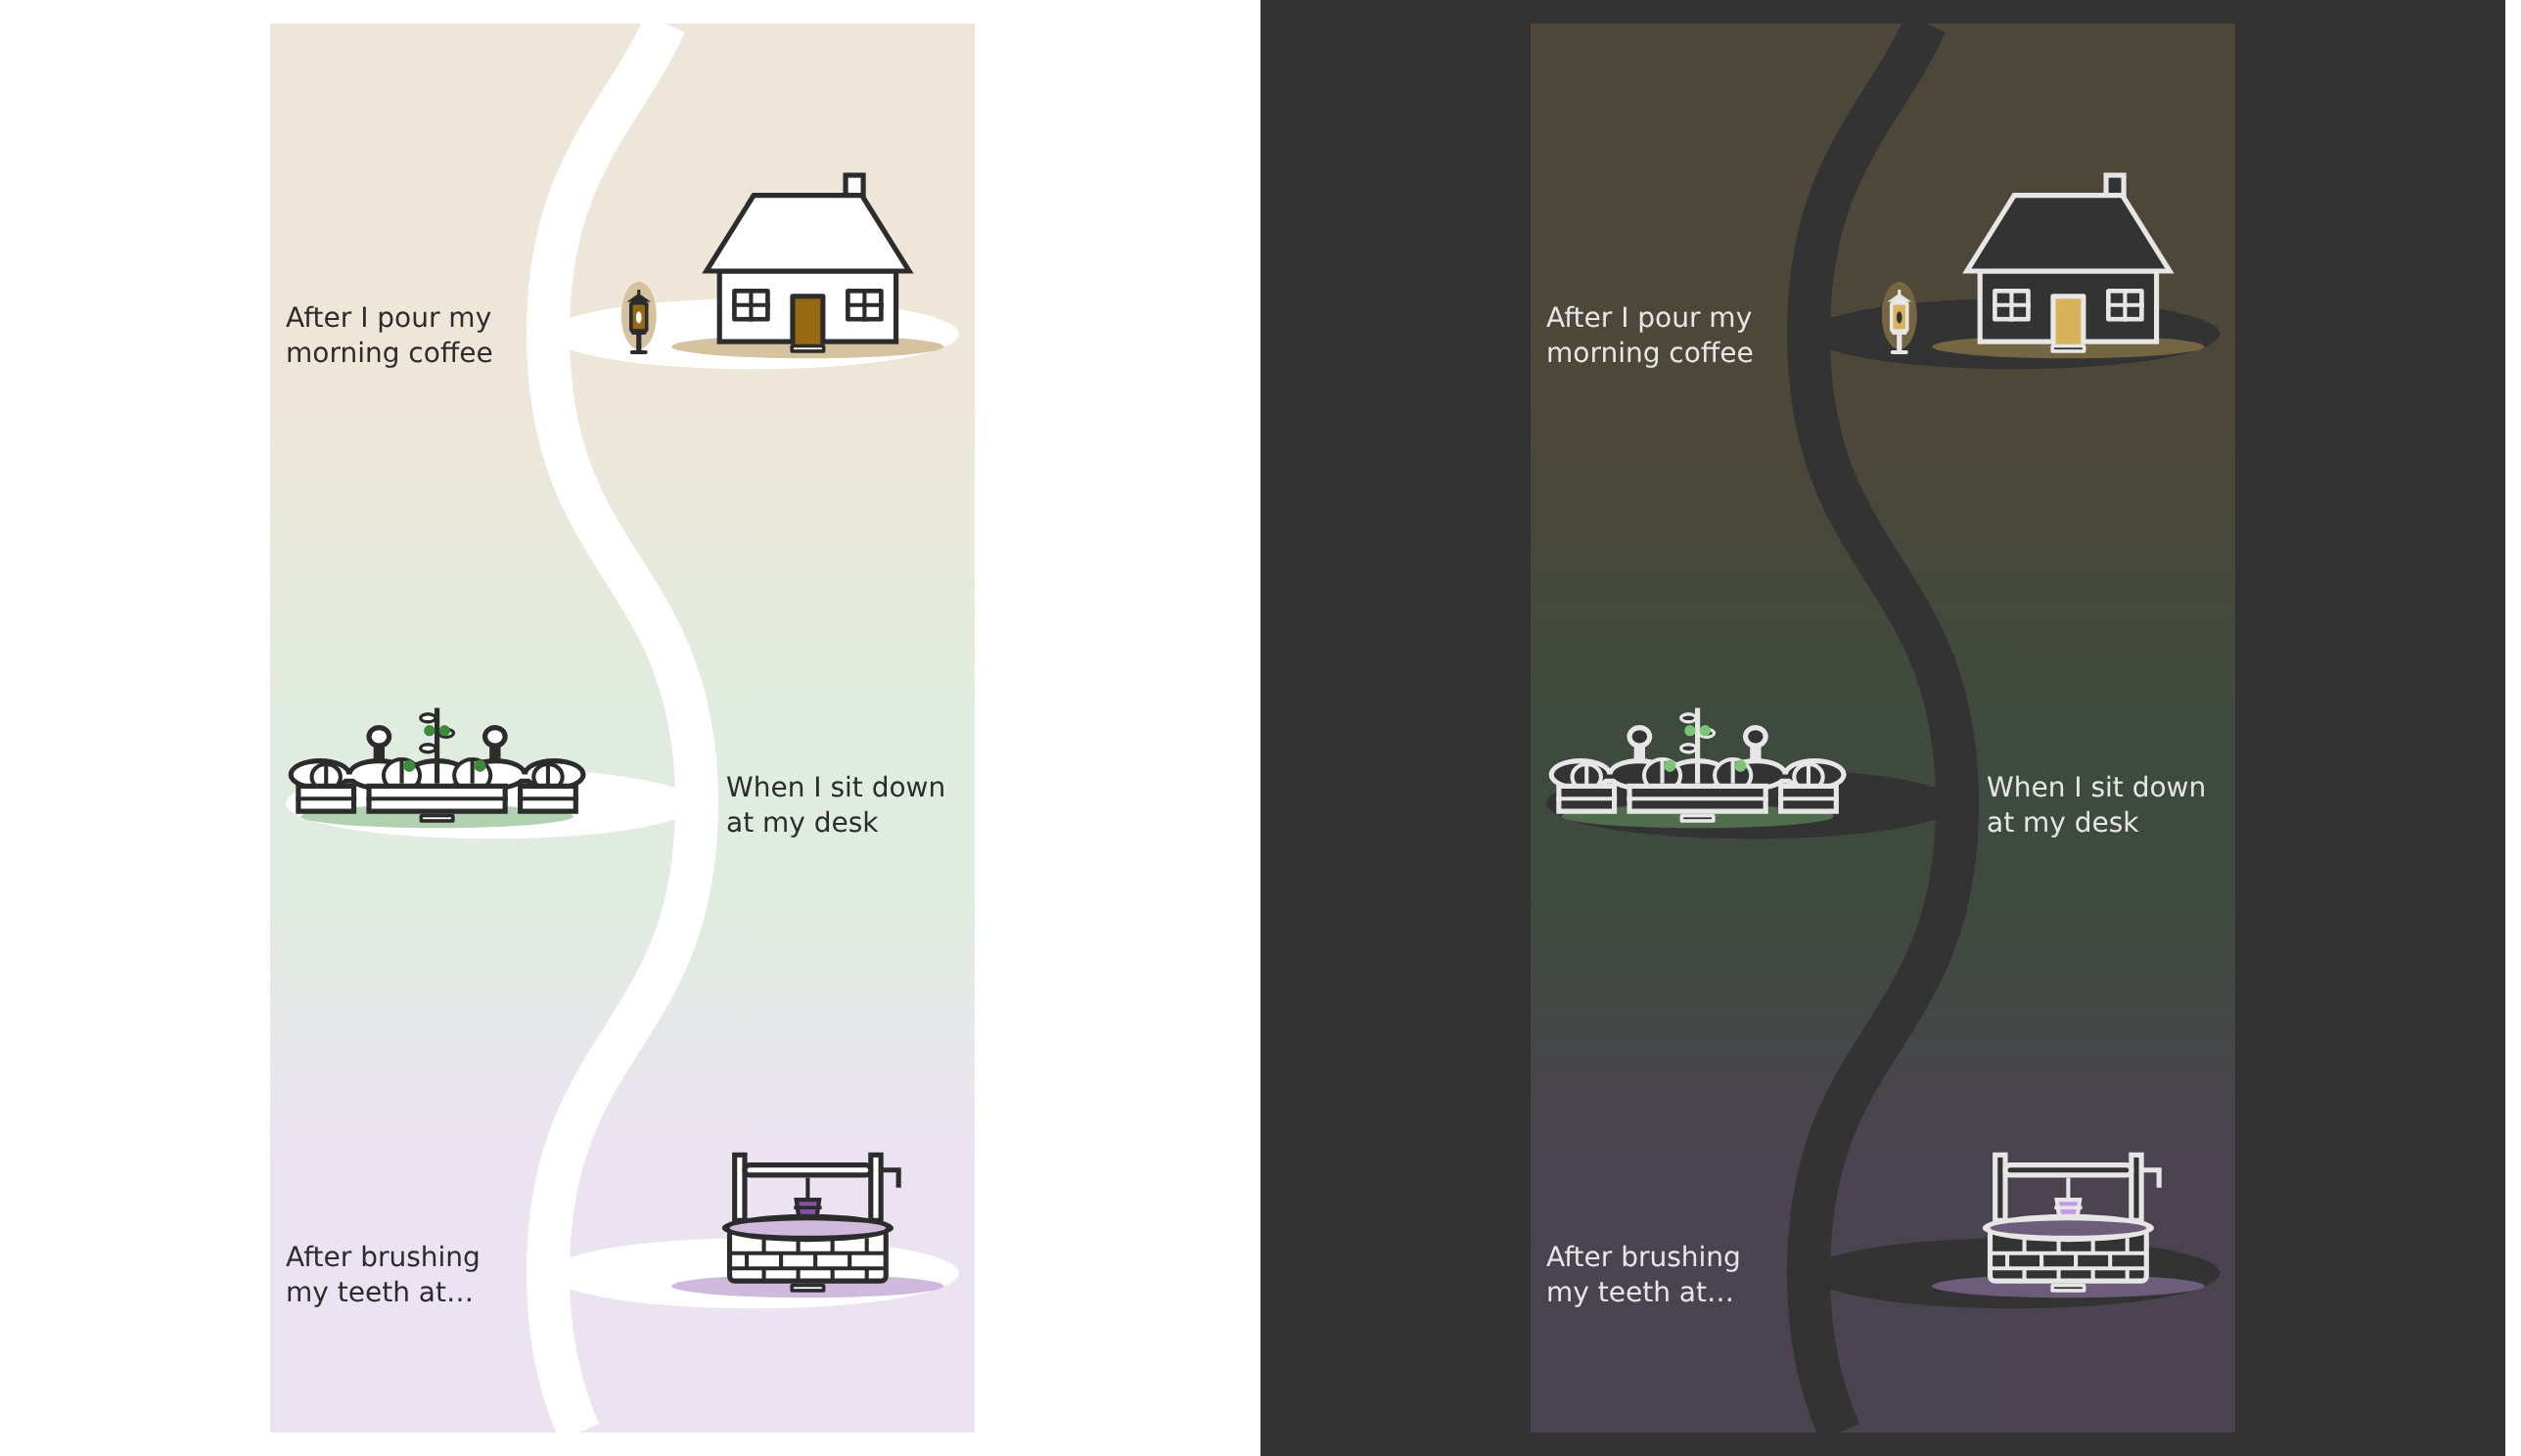 After I pour my
morning coffee
When I sit down
at my desk
After brushing
my teeth at…
After I pour my
morning coffee
When I sit down
at my desk
After brushing
my teeth at…